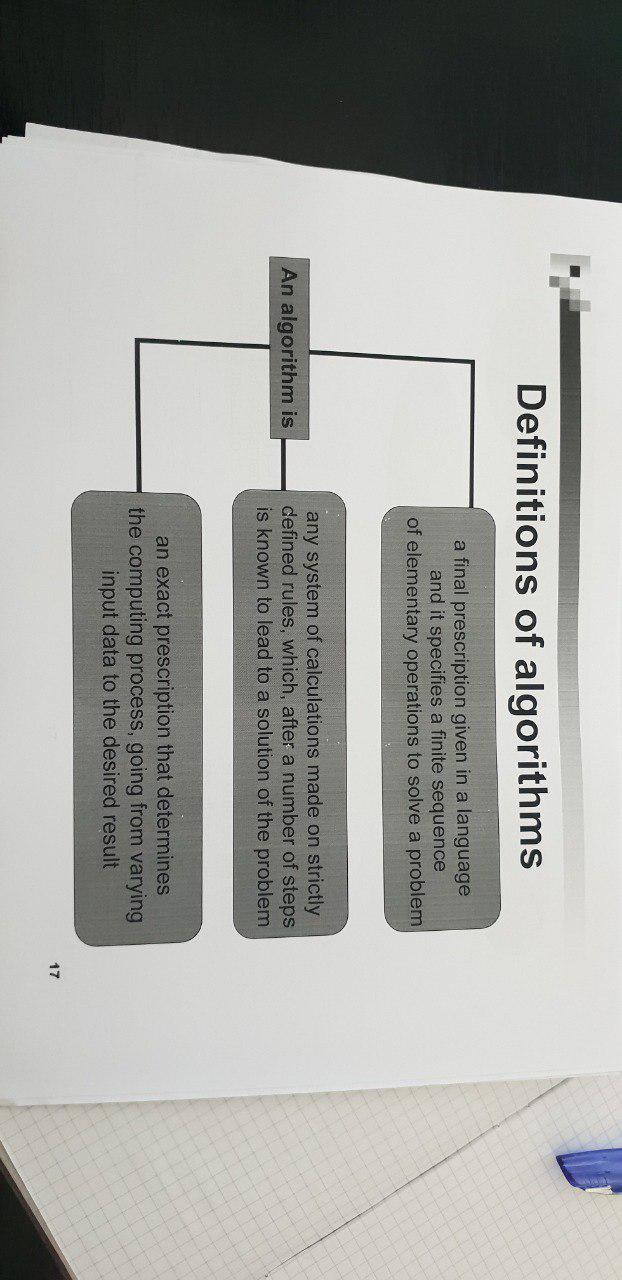 Definitions of algorithms
An algorithm is
a final prescription given in a language
and it specifies a finite sequence
of elementary operations to solve a problem
any system of calculations made on strictly
defined rules, which, after a number of steps
is known to lead to a solution of the problem
an exact prescription that determines
the computing process, going from varying
input data to the desired result
17